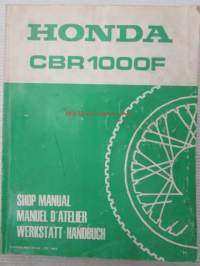 HONDA
CBR1000F
SHOP MANUAL
MANUEL D'ATELIER
WERKSTATT-HANDBUCH